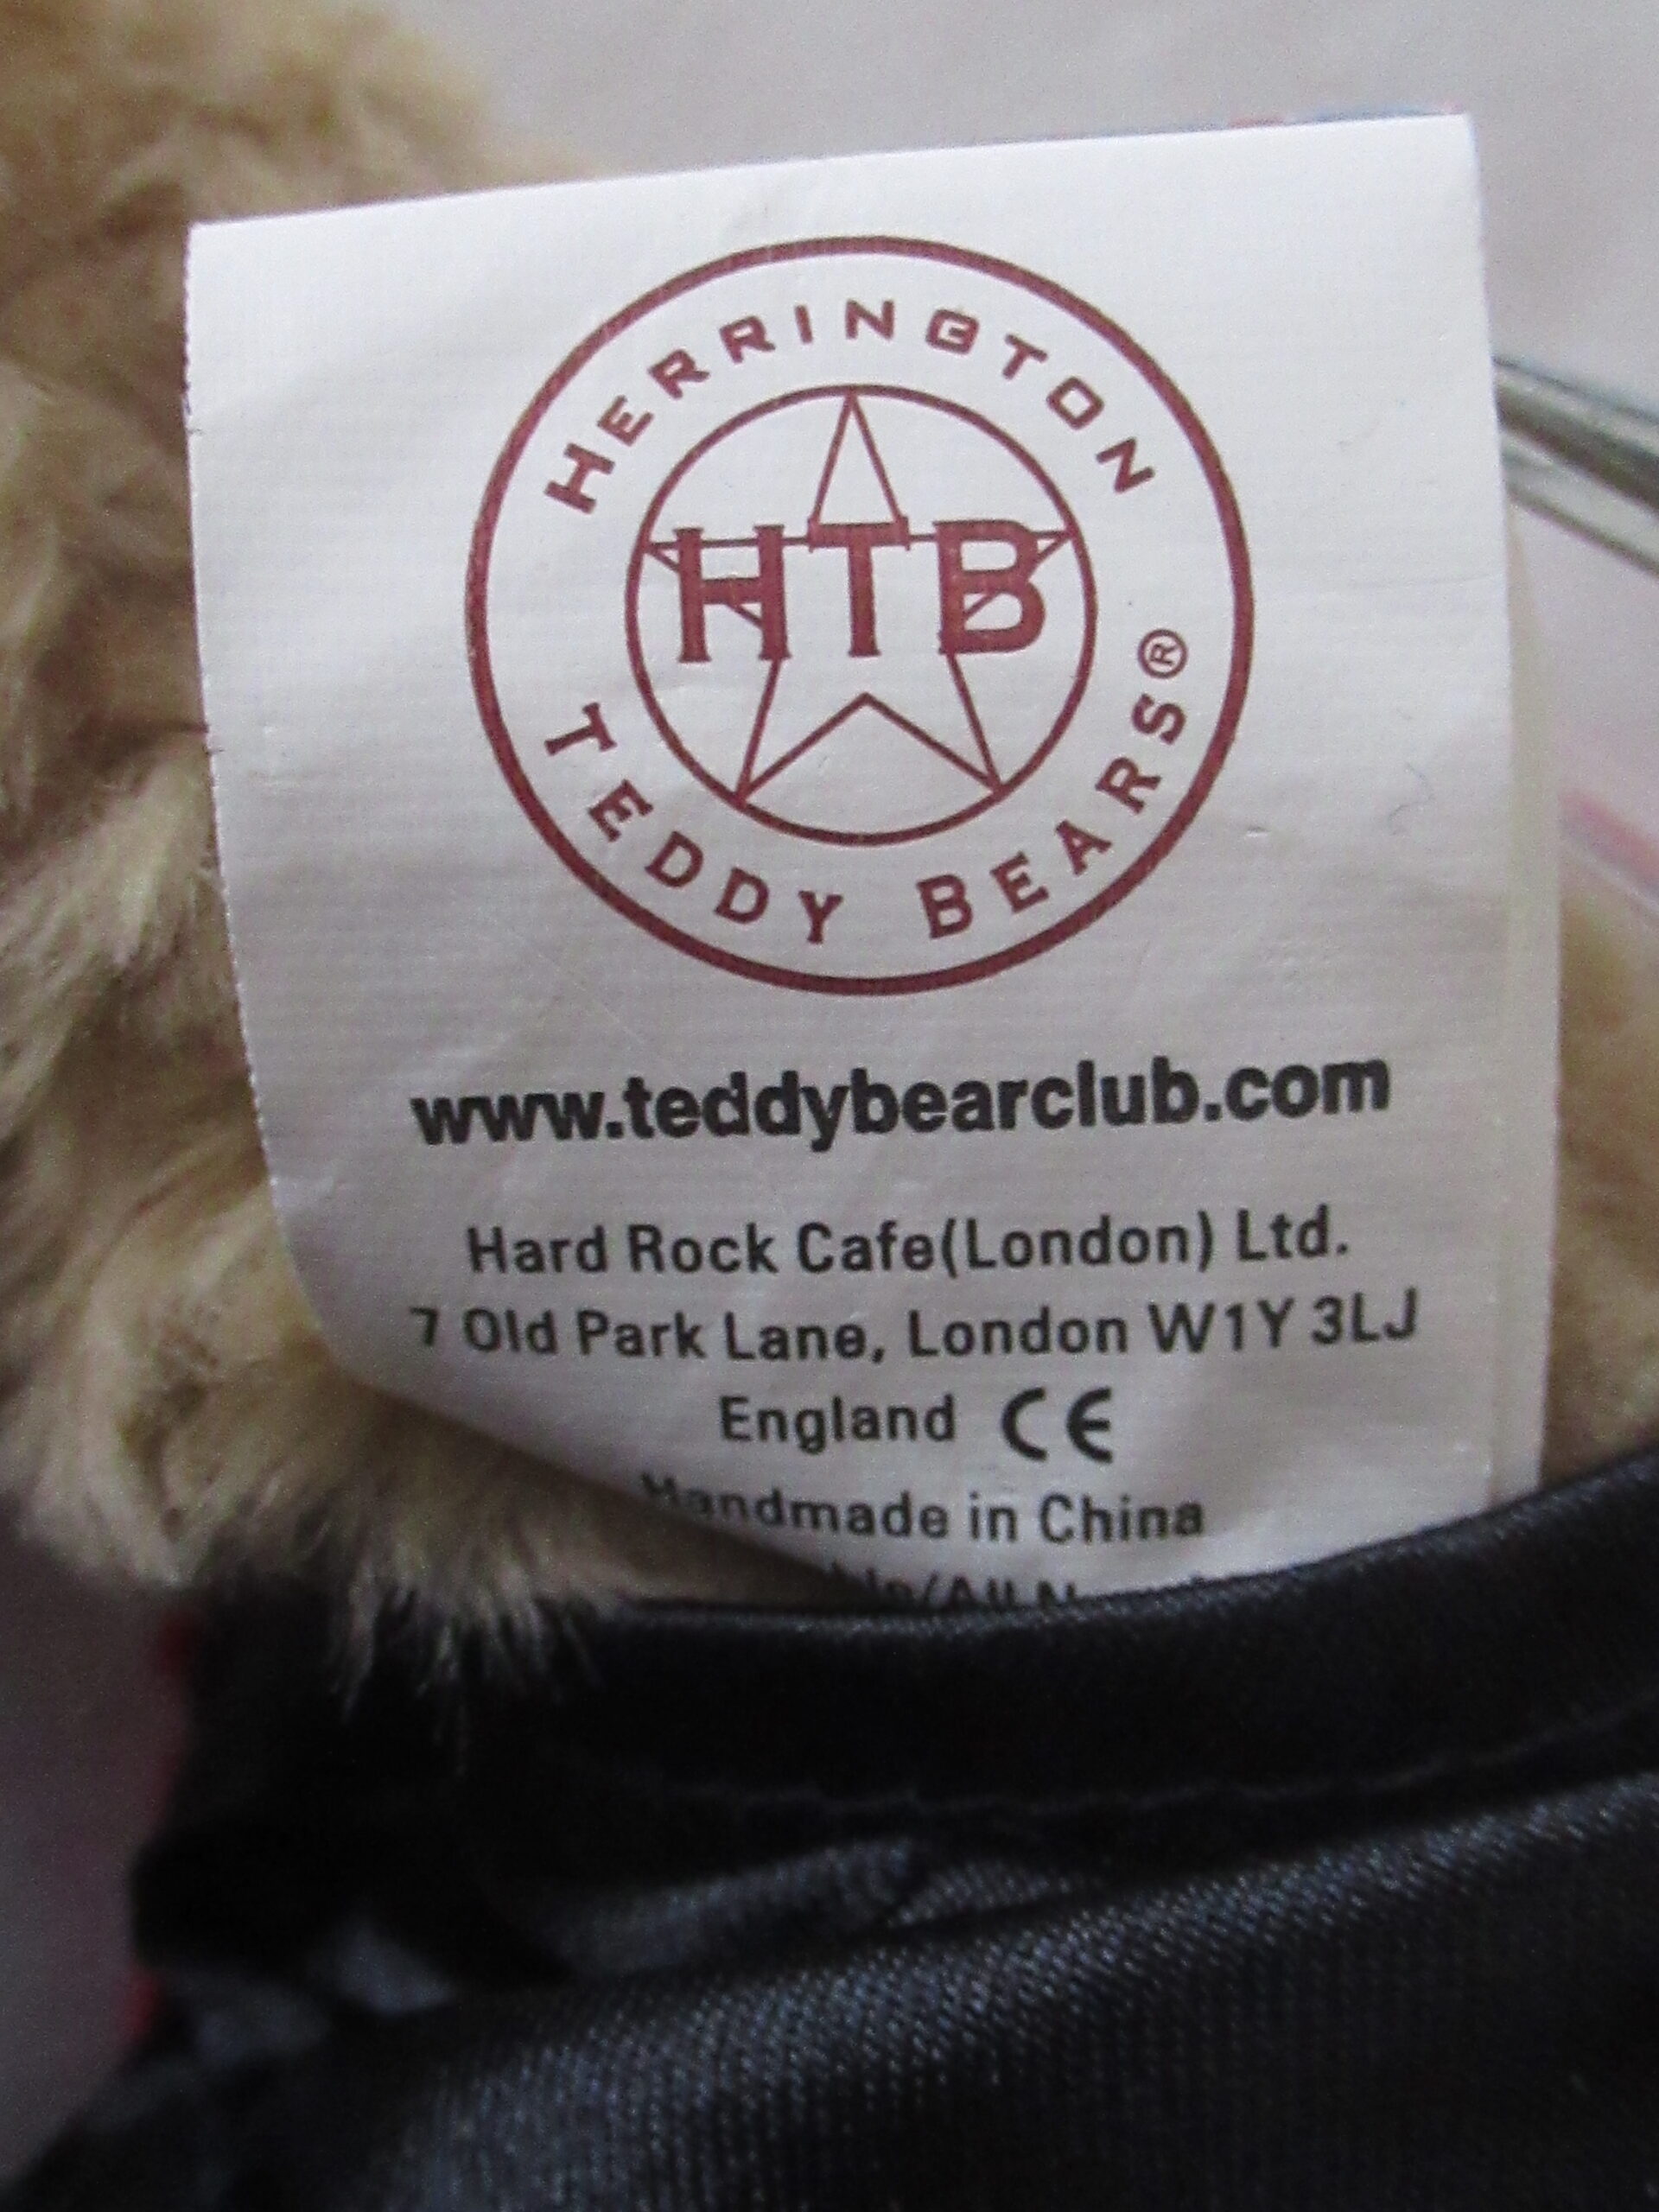 HERRINGTON
HTB
TEDDY BEARS®
www.teddybearclub.com
Hard Rock Cafe(London) Ltd.
7 Old Park Lane, London W1Y 3LJ
England CE
Handmade in China